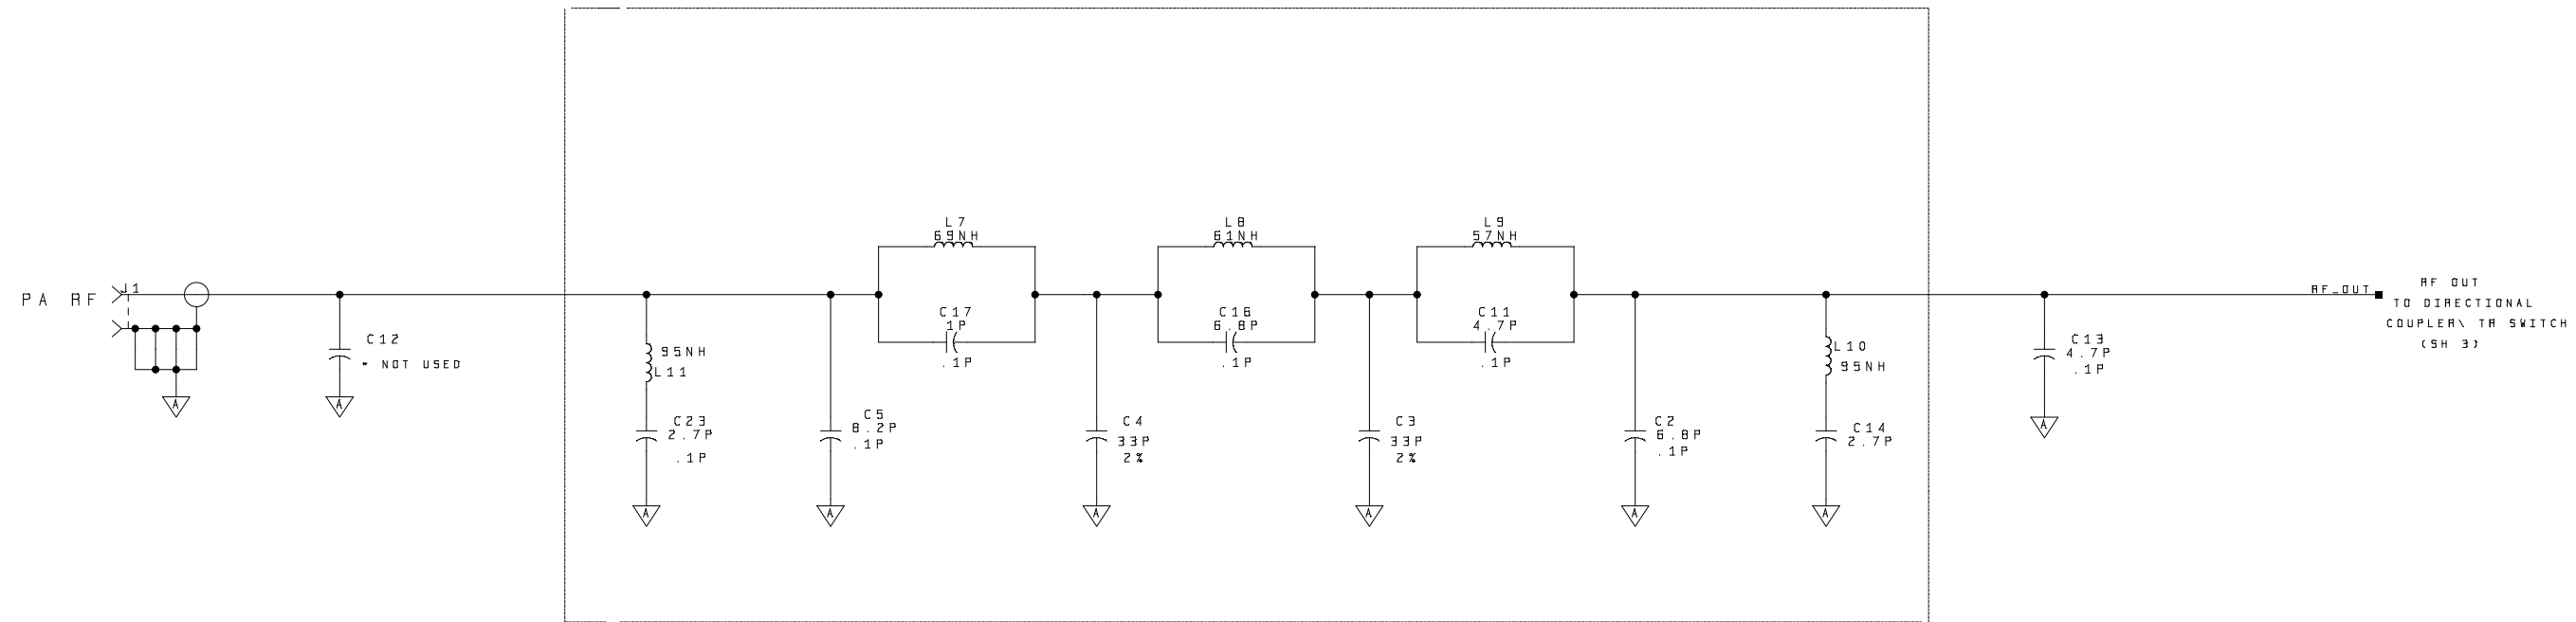 PA RF
J1
C12
* NOT USED
95NH
L11
C23
2.7P
.1P
C5
8.2P
.1P
L7
69NH
C17
1P
.1P
C4
33P
2%
L8
61NH
C16
6.8P
.1P
C3
33P
2%
L9
57NH
C11
4.7P
.1P
C2
6.8P
.1P
L10
95NH
C14
2.7P
C13
4.7P
.1P
RF_OUT
RF OUT
TO DIRECTIONAL
COUPLER\ TR SWITCH
(SH 3)
A
A
A
A
A
A
A
A
A